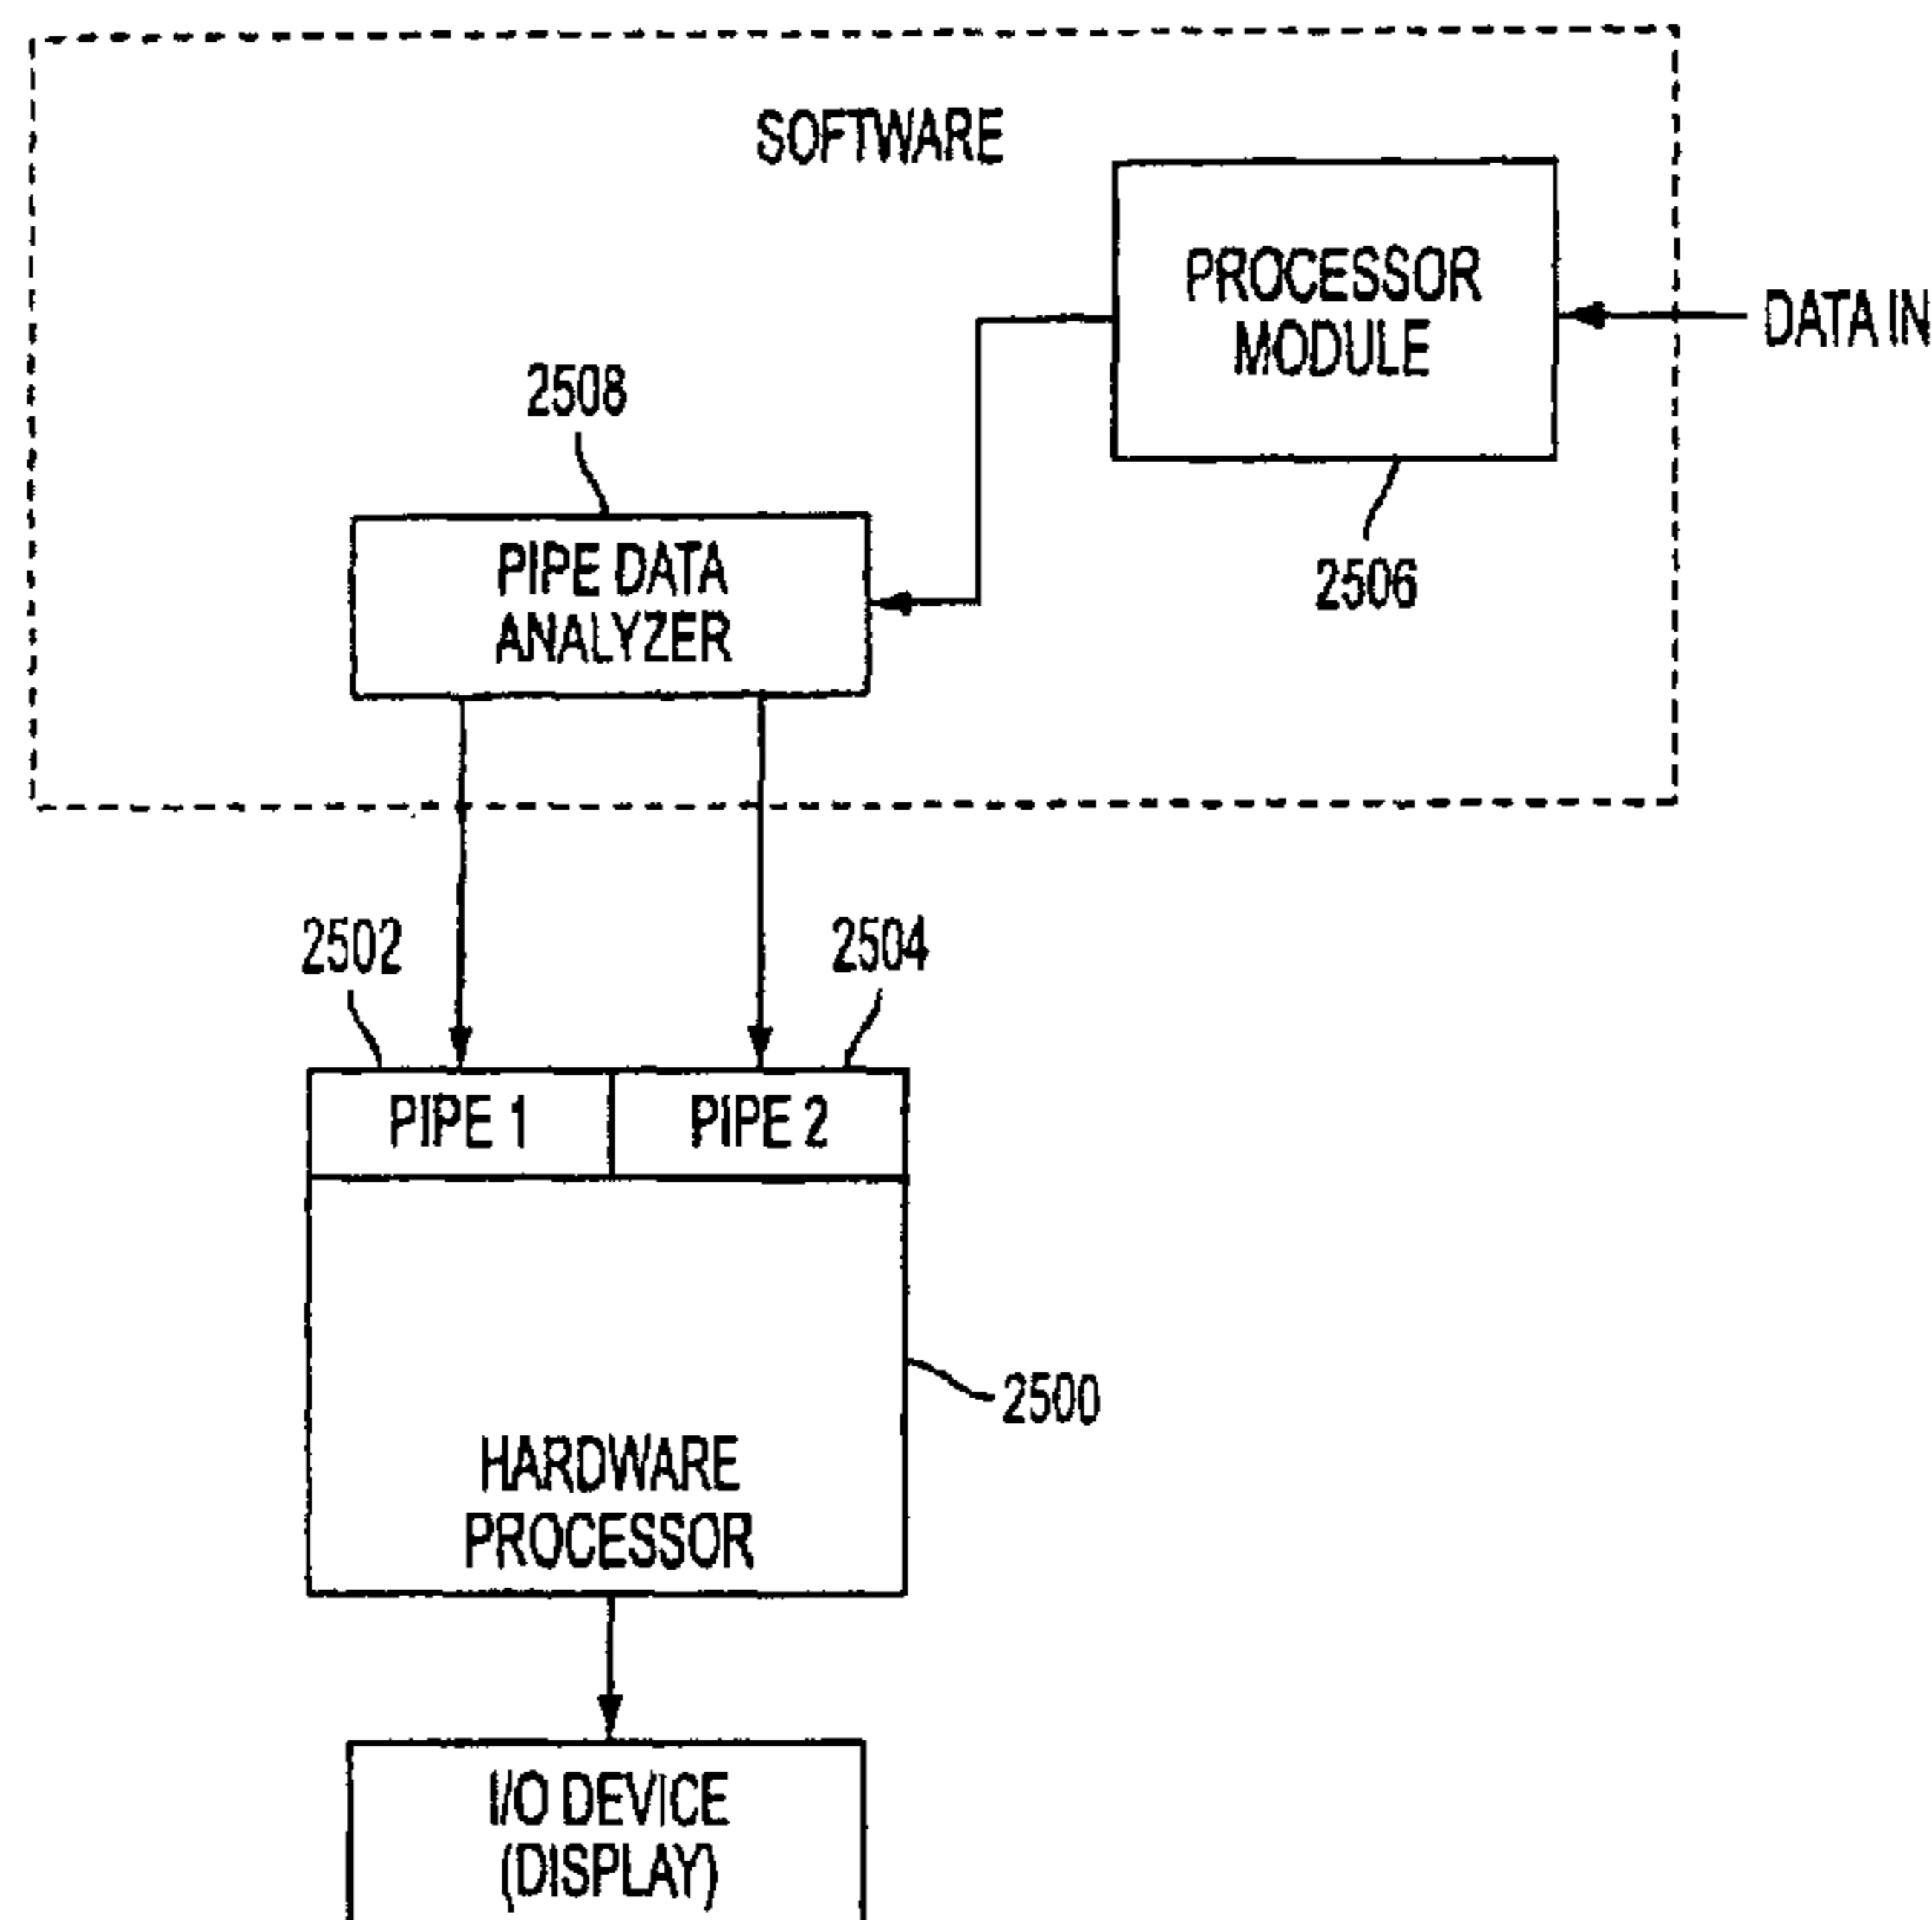 SOFTWARE
PROCESSOR
MODULE
DATA IN
2508
PIPE DATA
ANALYZER
2506
2502
2504
PIPE 1
PIPE 2
2500
HARDWARE
PROCESSOR
I/O DEVICE
(DISPLAY)